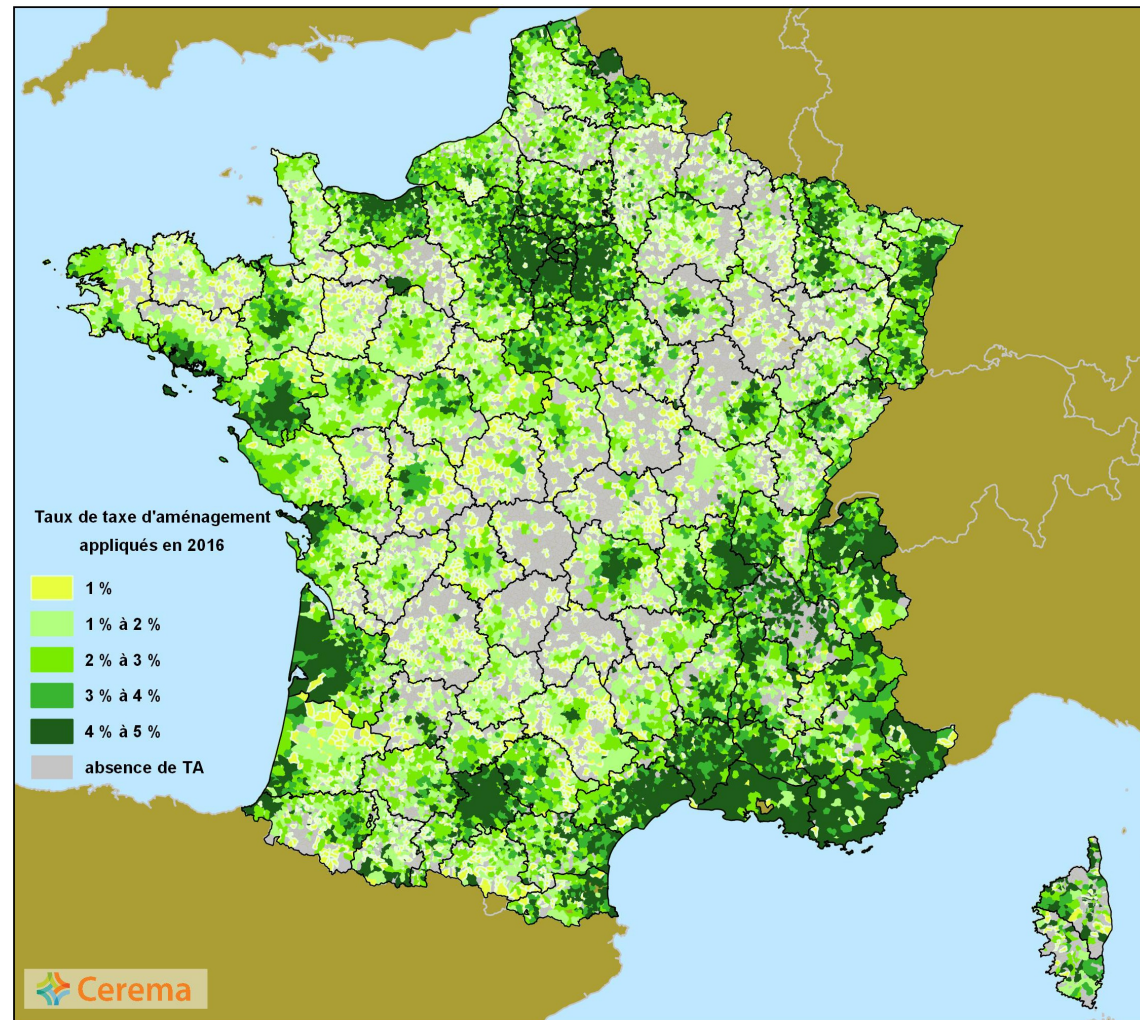 Taux de taxe d'aménagement
appliqués en 2016
1 %
1 % à 2 %
2 % à 3 %
3 % à 4 %
4 % à 5 %
absence de TA
Cerema